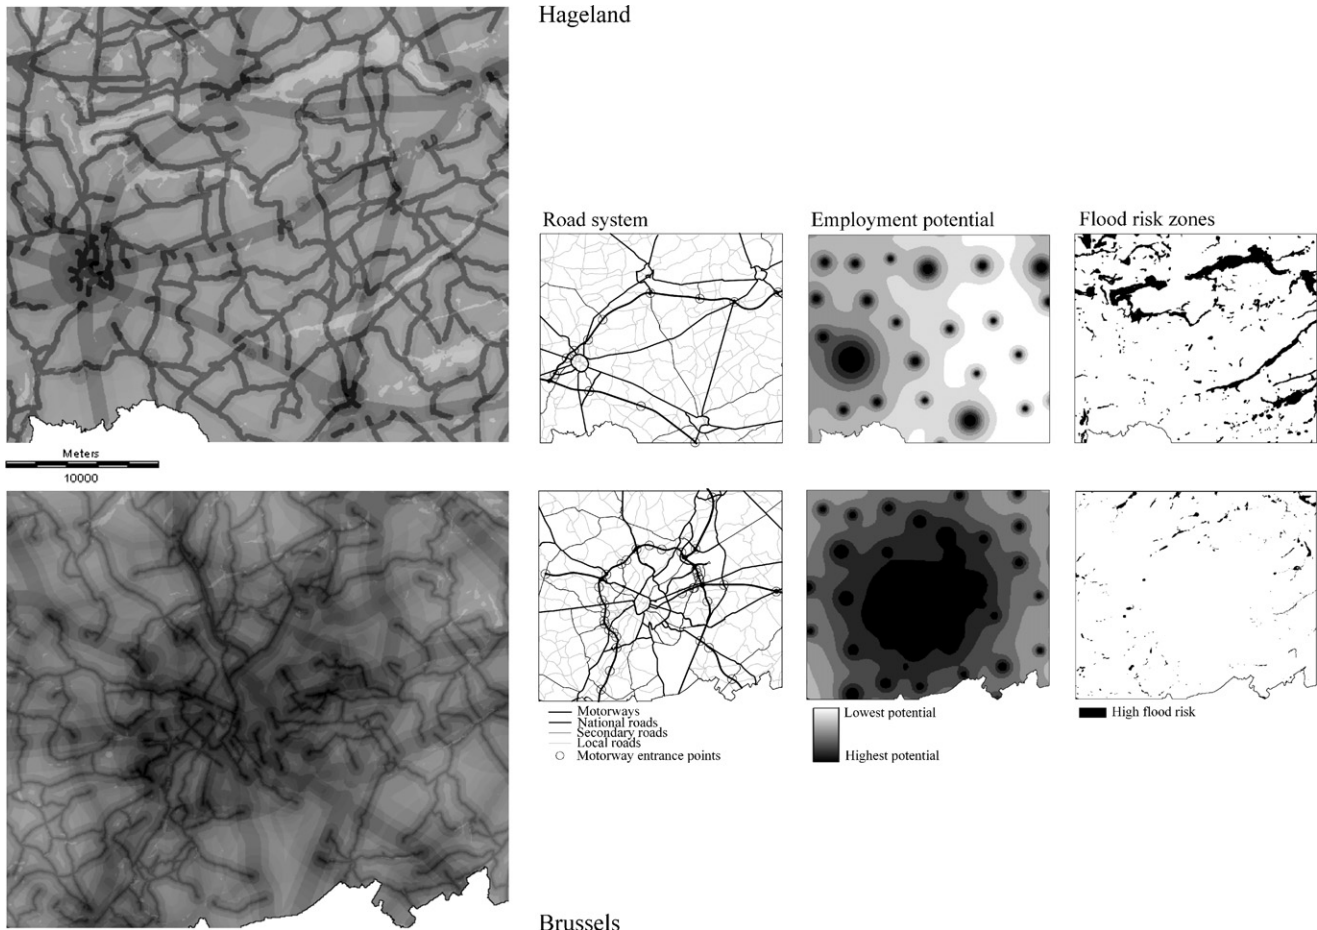 Hageland
Road system
Employment potential
Flood risk zones
Meters
10000
Motorways
National roads
Secondary roads
Local roads
Motorway entrance points
Lowest potential
Highest potential
High flood risk
Brussels